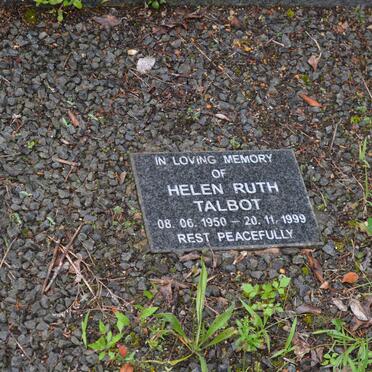 IN LOVING MEMORY
OF
HELEN RUTH
TALBOT
08. 06. 1950 - 20. 11. 1999
REST PEACEFULLY